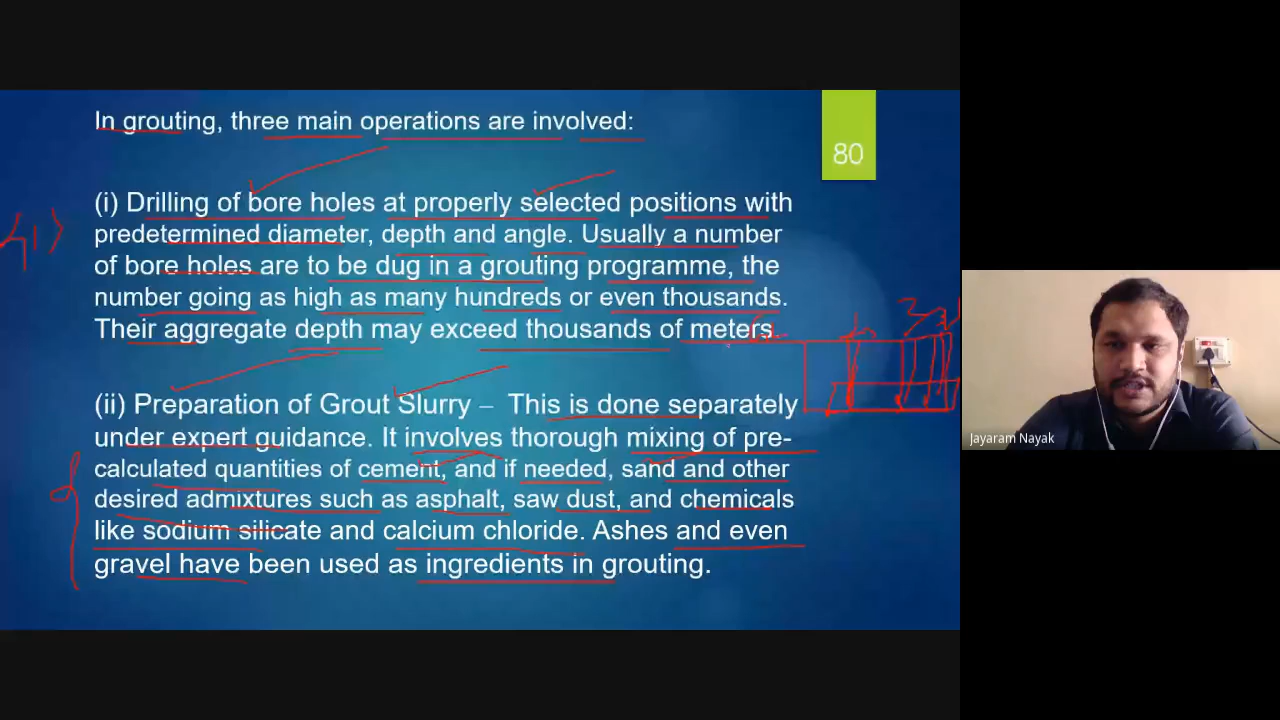 In grouting, three main operations are involved:
80
(i) Drilling of bore holes at properly selected positions with
predetermined diameter, depth and angle. Usually a number
of bore holes are to be dug in a grouting programme, the
number going as high as many hundreds or even thousands.
Their aggregate depth may exceed thousands of meters.
(ii) Preparation of Grout Slurry – This is done separately
under expert guidance. It involves thorough mixing of pre-
calculated quantities of cement, and if needed, sand and other
desired admixtures such as asphalt, saw dust, and chemicals
like sodium silicate and calcium chloride. Ashes and even
gravel have been used as ingredients in grouting.
Jayaram Nayak